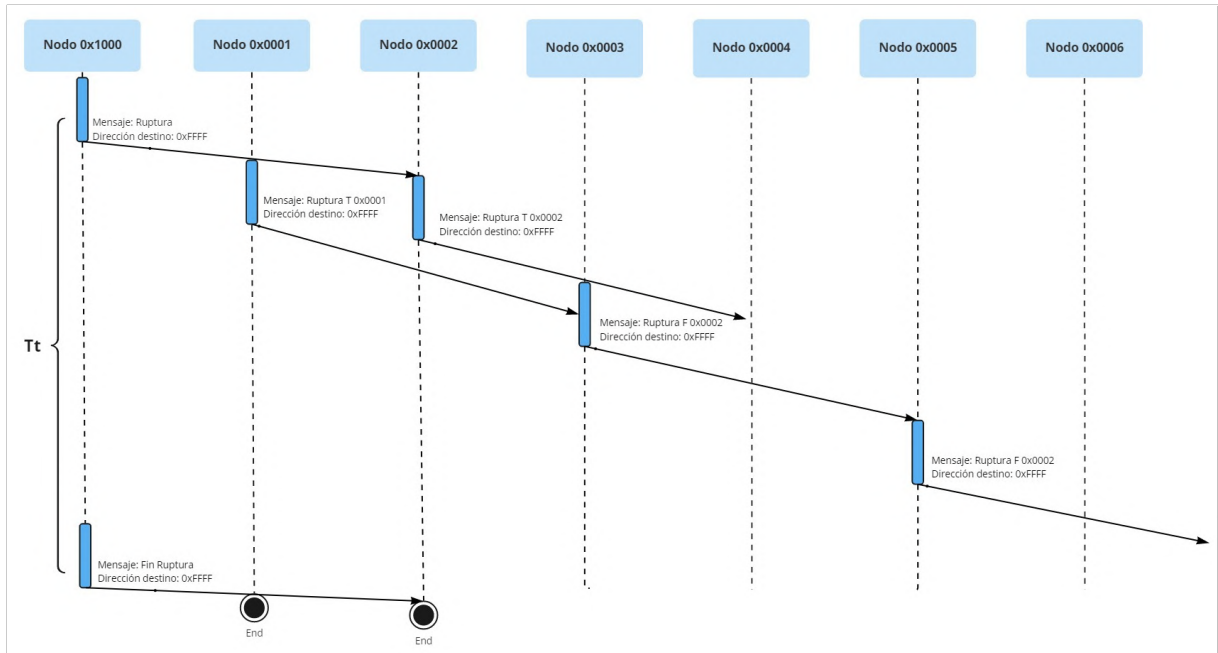 Nodo 0x1000
Nodo 0x0001
Nodo 0x0002
Nodo 0x0003
Nodo 0x0004
Nodo 0x0005
Nodo 0x0006
Mensaje: Ruptura
Dirección destino: 0xFFFF
Mensaje: Ruptura T 0x0001
Dirección destino: 0xFFFF
Mensaje: Ruptura T 0x0002
Dirección destino: 0xFFFF
Mensaje: Ruptura F 0x0002
Dirección destino: 0xFFFF
Tt
Mensaje: Ruptura F 0x0002
Dirección destino: 0xFFFF
Mensaje: Fin Ruptura
Dirección destino: 0xFFFF
End
End